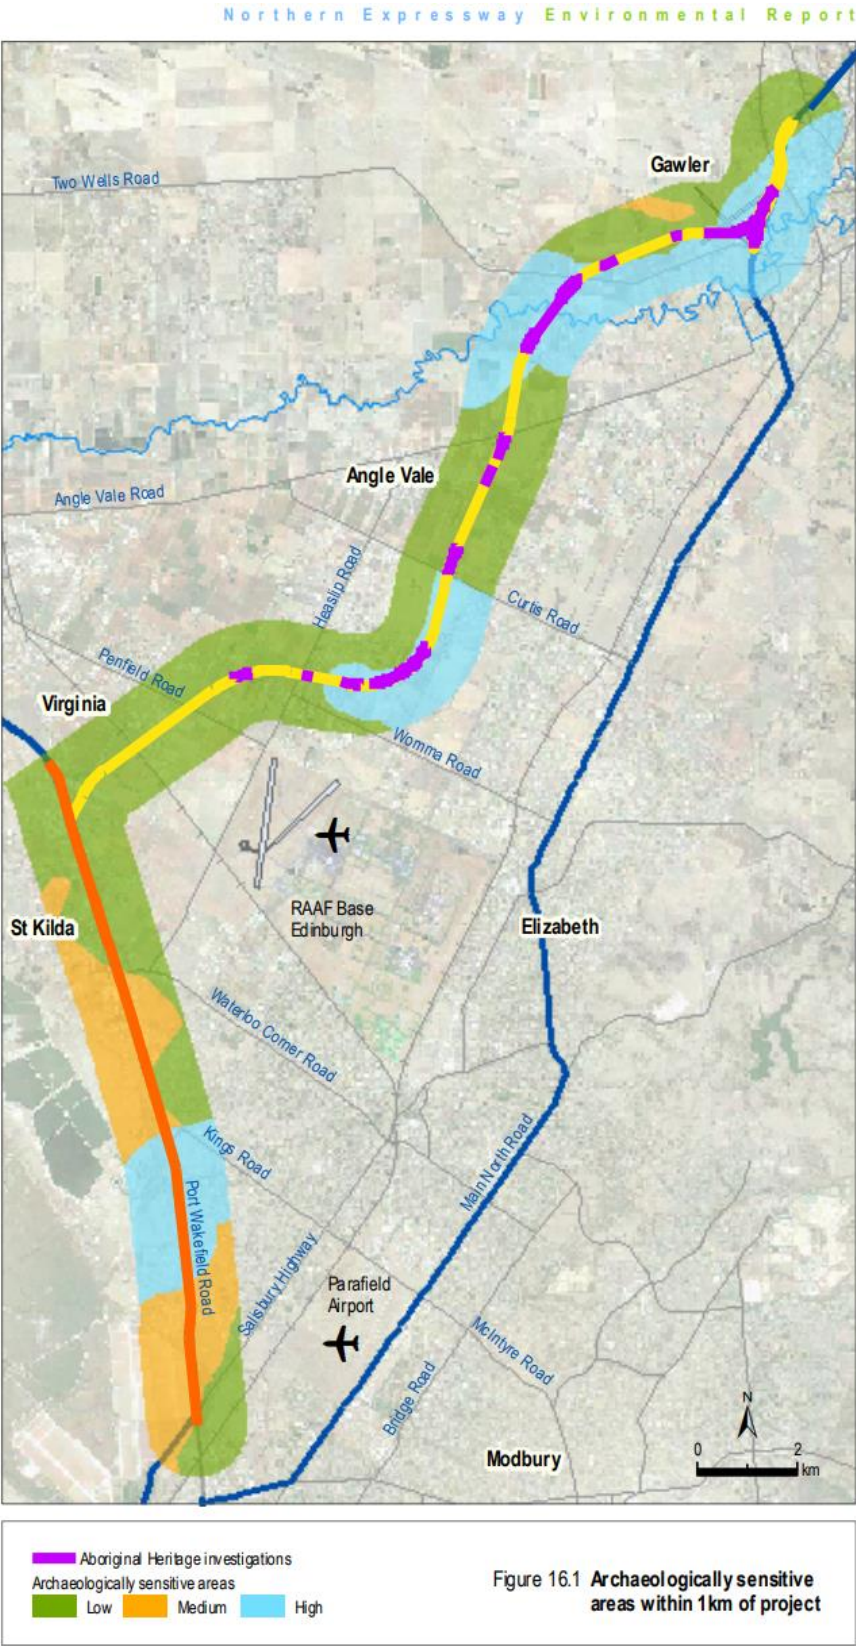 Northern Expressway Environmental Report
Gawler
Two Wells Road
Angle Vale
Angle Vale Road
Heaslip Road
Curtis Road
Penfield Road
Virginia
Womma Road
RAAF Base
Edinburgh
St Kilda
Elizabeth
Waterloo Corner Road
Kings Road
Main North Road
Port Wakefield Road
Salisbury Highway
Parafield
Airport
McIntyre Road
Bridge Road
Modbury
N
0 2
km
Aboriginal Heritage investigations
Archaeologically sensitive areas
Low Medium High
Figure 16.1 Archaeologically sensitive
areas within 1km of project